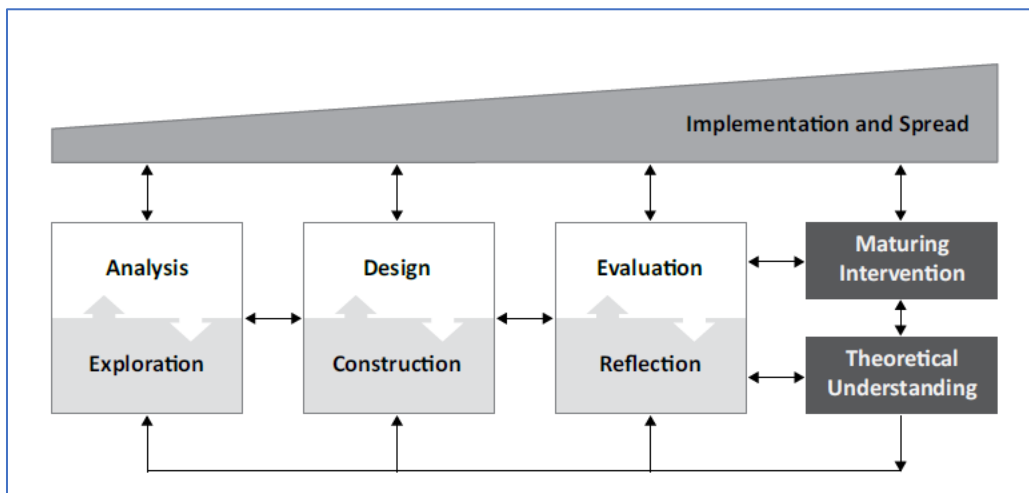 Implementation and Spread
Analysis
Exploration
Design
Construction
Evaluation
Reflection
Maturing
Intervention
Theoretical
Understanding